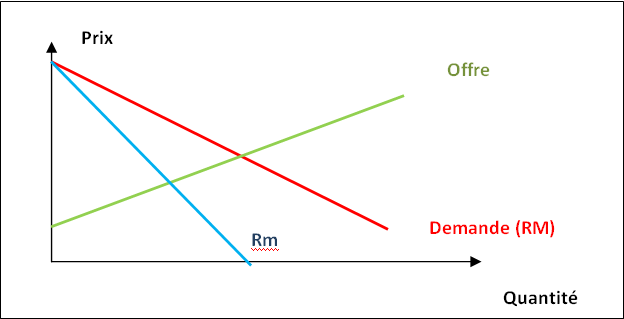 Prix
Offre
Demande (RM)
Rm
Quantité